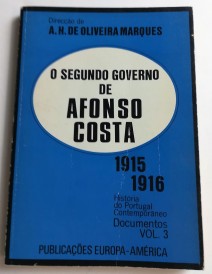 Direcção de
A. H. DE OLIVEIRA MARQUES
O SEGUNDO GOVERNO
DE
AFONSO
COSTA
1915
1916
História
de Portugal
Contemporâneo
Documentos
VOL. 3
PUBLICAÇÕES EUROPA-AMÉRICA